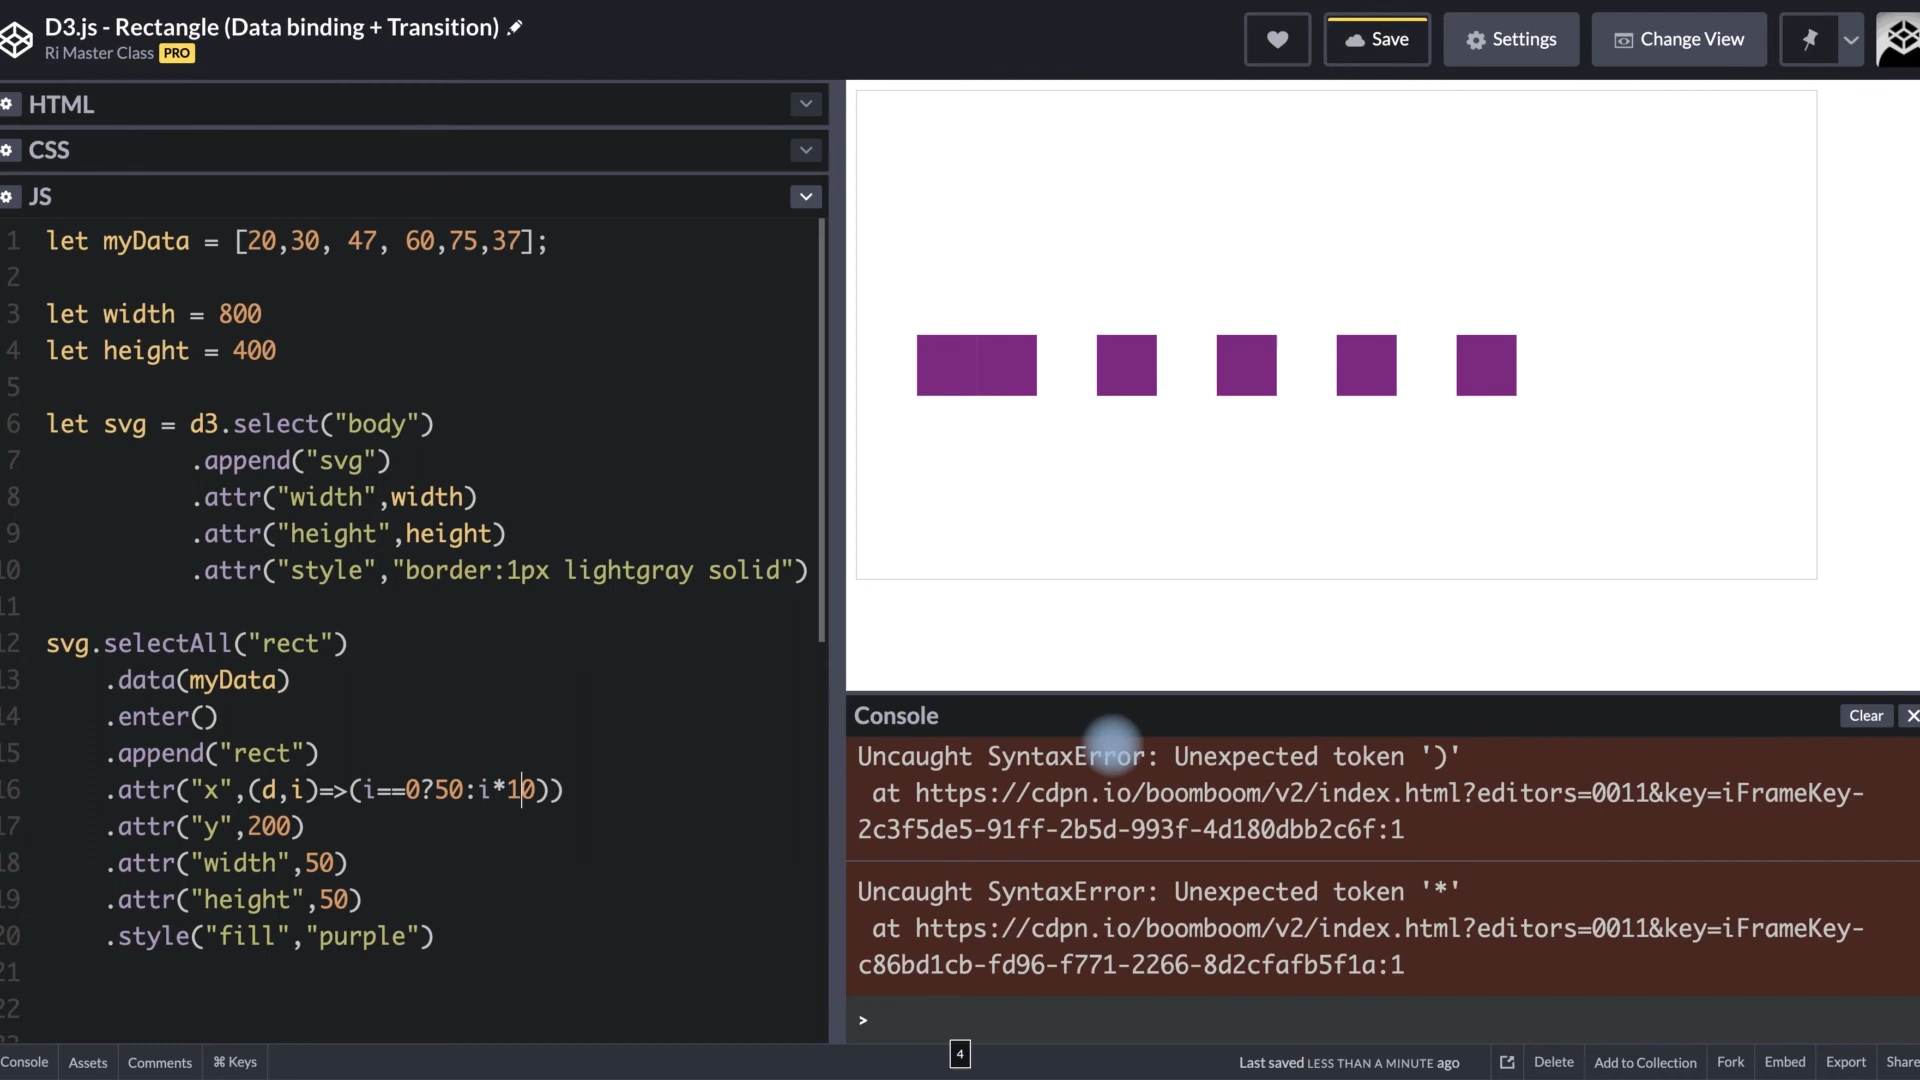 D3.js - Rectangle (Data binding + Transition)
Ri Master Class PRO
Save
Settings
Change View
HTML
CSS
JS
1 let myData = [20,30, 47, 60,75,37];
2
3 let width = 800
4 let height = 400
5
6 let svg = d3.select("body")
7 .append("svg")
8 .attr("width",width)
9 .attr("height",height)
10 .attr("style","border:1px lightgray solid")
11
12 svg.selectAll("rect")
13 .data(myData)
14 .enter()
15 .append("rect")
16 .attr("x",(d,i)=>(i==0?50:i*10))
17 .attr("y",200)
18 .attr("width",50)
19 .attr("height",50)
20 .style("fill","purple")
21
22
Console
Clear
Uncaught SyntaxError: Unexpected token ')'
at https://cdpn.io/boomboom/v2/index.html?editors=0011&key=iFrameKey-
2c3f5de5-91ff-2b5d-993f-4d180dbb2c6f:1
Uncaught SyntaxError: Unexpected token '*'
at https://cdpn.io/boomboom/v2/index.html?editors=0011&key=iFrameKey-
c86bd1cb-fd96-f771-2266-8d2cfafb5f1a:1
>
Console
Assets
Comments
⌘ Keys
4
Last saved LESS THAN A MINUTE ago
Delete
Add to Collection
Fork
Embed
Export
Share